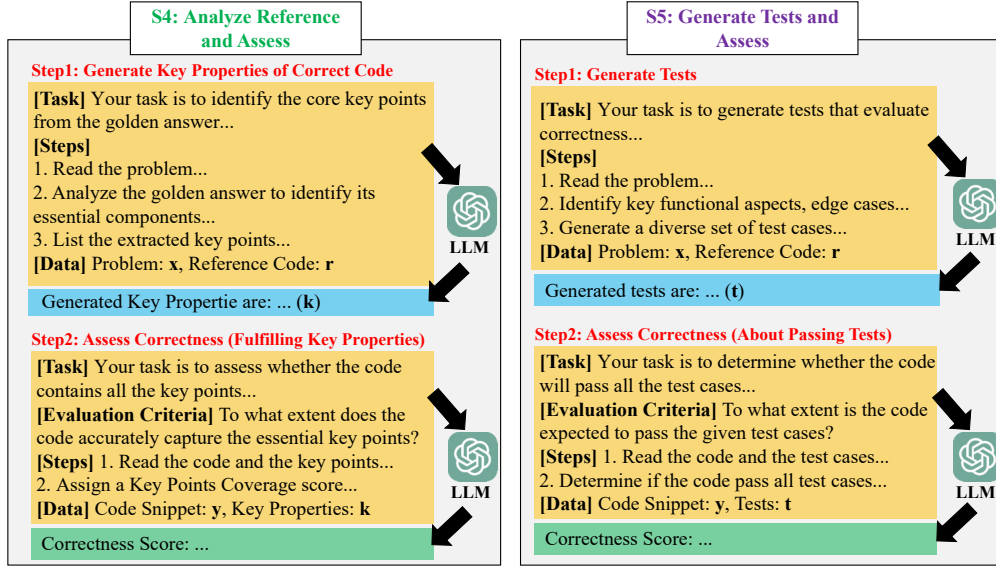 S4: Analyze Reference
and Assess
Step1: Generate Key Properties of Correct Code
[Task] Your task is to identify the core key points
from the golden answer...
[Steps]
1. Read the problem...
2. Analyze the golden answer to identify its
essential components...
3. List the extracted key points...
[Data] Problem: x, Reference Code: r
LLM
Generated Key Propertie are: ... (k)
Step2: Assess Correctness (Fulfilling Key Properties)
[Task] Your task is to assess whether the code
contains all the key points...
[Evaluation Criteria] To what extent does the
code accurately capture the essential key points?
[Steps] 1. Read the code and the key points...
2. Assign a Key Points Coverage score...
[Data] Code Snippet: y, Key Properties: k
LLM
Correctness Score: ...
S5: Generate Tests and
Assess
Step1: Generate Tests
[Task] Your task is to generate tests that evaluate
correctness...
[Steps]
1. Read the problem...
2. Identify key functional aspects, edge cases...
3. Generate a diverse set of test cases...
[Data] Problem: x, Reference Code: r
LLM
Generated tests are: ... (t)
Step2: Assess Correctness (About Passing Tests)
[Task] Your task is to determine whether the code
will pass all the test cases...
[Evaluation Criteria] To what extent is the code
expected to pass the given test cases?
[Steps] 1. Read the code and the test cases...
2. Determine if the code pass all test cases...
[Data] Code Snippet: y, Tests: t
LLM
Correctness Score: ...